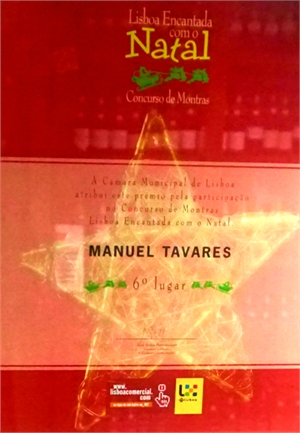 Lisboa Encantada
com o
Natal
Concurso de Montras
A Câmara Municipal de Lisboa
atribui este prémio pela participação
no Concurso de Montras
Lisboa Encantada com o Natal
MANUEL TAVARES
6º lugar
www.
lisboacomercial.
com
Lisboa